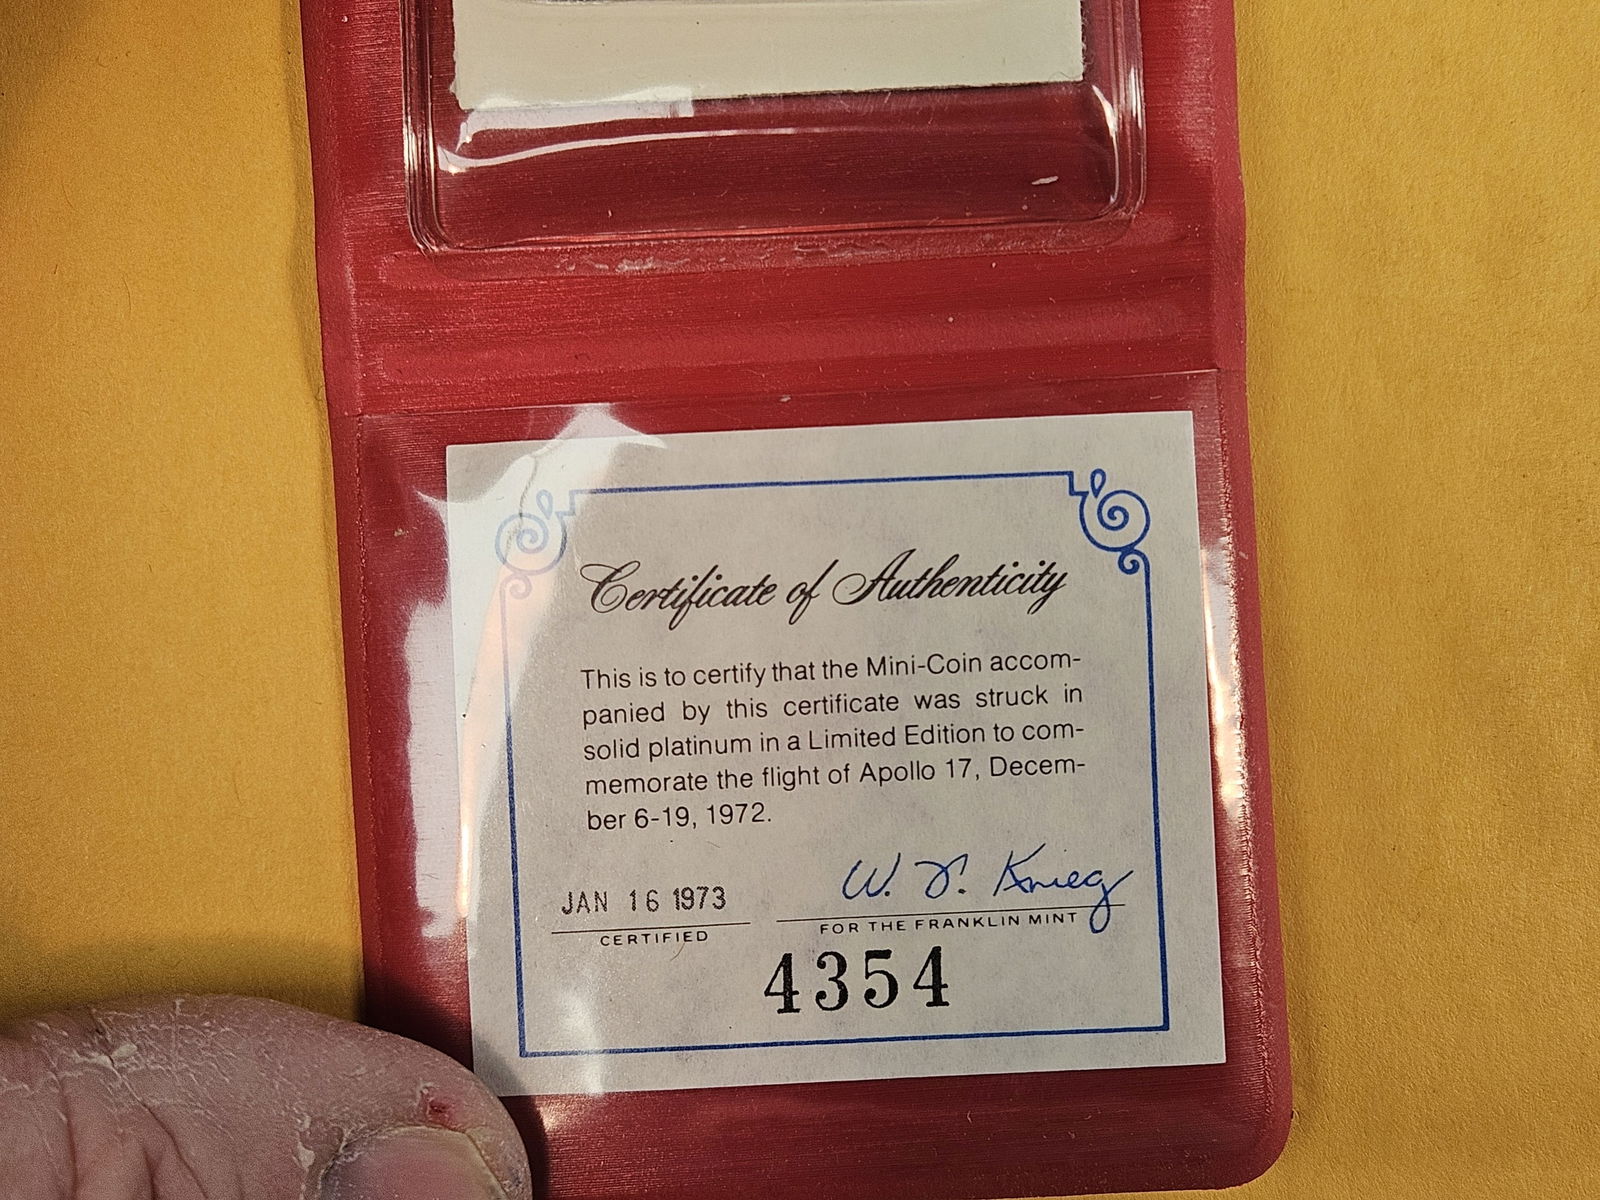 Certificate of Authenticity
This is to certify that the Mini-Coin accom-
panied by this certificate was struck in
solid platinum in a Limited Edition to com-
memorate the flight of Apollo 17, Decem-
ber 6-19, 1972.
JAN 16 1973
CERTIFIED
W. F. Krieg
FOR THE FRANKLIN MINT
4354